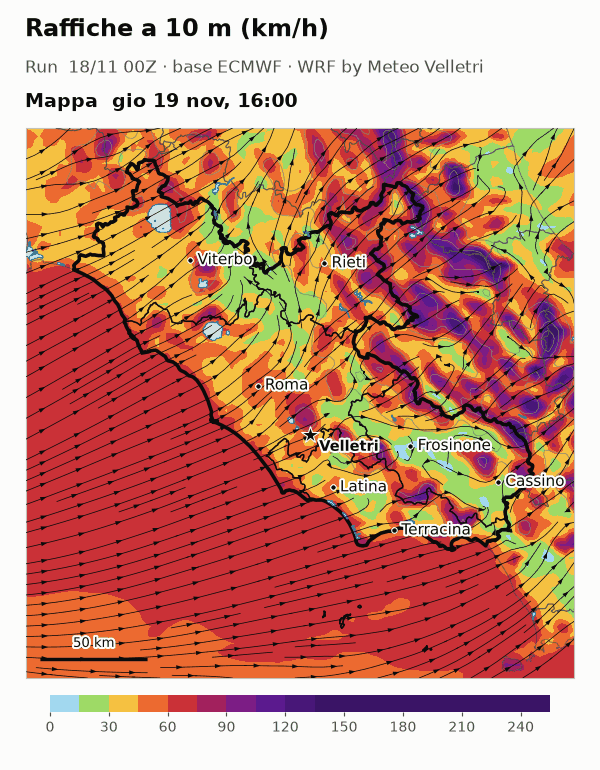 Raffiche a 10 m (km/h)
Run  18/11 00Z · base ECMWF · WRF by Meteo Velletri
Mappa  gio 19 nov, 16:00
Viterbo
Rieti
Roma
Velletri
Frosinone
Cassino
Latina
Terracina
50 km
0 30 60 90 120 150 180 210 240